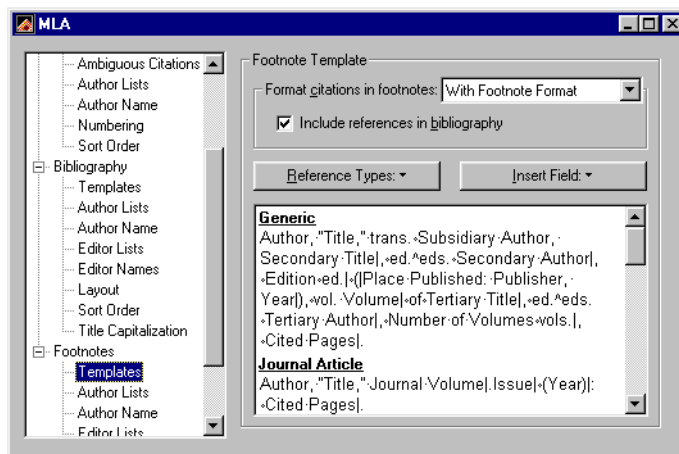 MLA
Ambiguous Citations
Author Lists
Author Name
Numbering
Sort Order
Bibliography
Templates
Author Lists
Author Name
Editor Lists
Editor Names
Layout
Sort Order
Title Capitalization
Footnotes
Templates
Author Lists
Author Name
Editor Lists
Footnote Template
Format citations in footnotes: With Footnote Format
Include references in bibliography
Reference Types:
Insert Field:
Generic
Author,·"Title,"·trans.·◦Subsidiary·Author,·
Secondary·Title|,◦ed.^eds.·◦Secondary·Author|,
◦Edition◦ed.|◦(|Place·Published:·Publisher,·
Year|),◦vol.·Volume|◦of◦Tertiary·Title|,◦ed.^eds.
◦Tertiary·Author|,◦Number·of·Volumes◦vols.|,
◦Cited·Pages|.
Journal Article
Author,·"Title,"·Journal·Volume|.Issue|◦(Year)|:
◦Cited·Pages|.